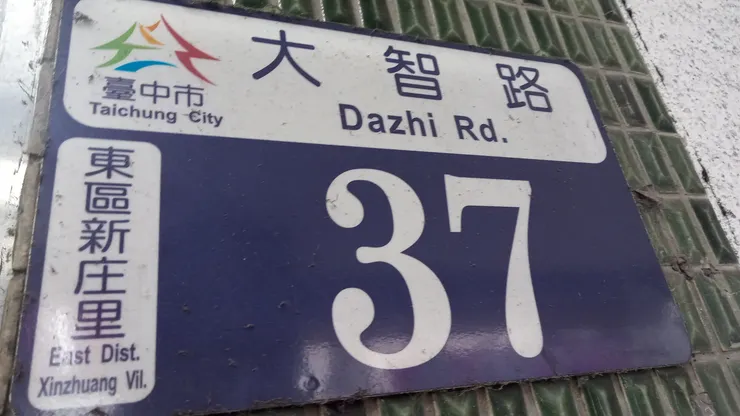 臺中市
Taichung City
大智路
Dazhi Rd.
東區新庄里
East Dist.
Xinzhuang Vil.
37